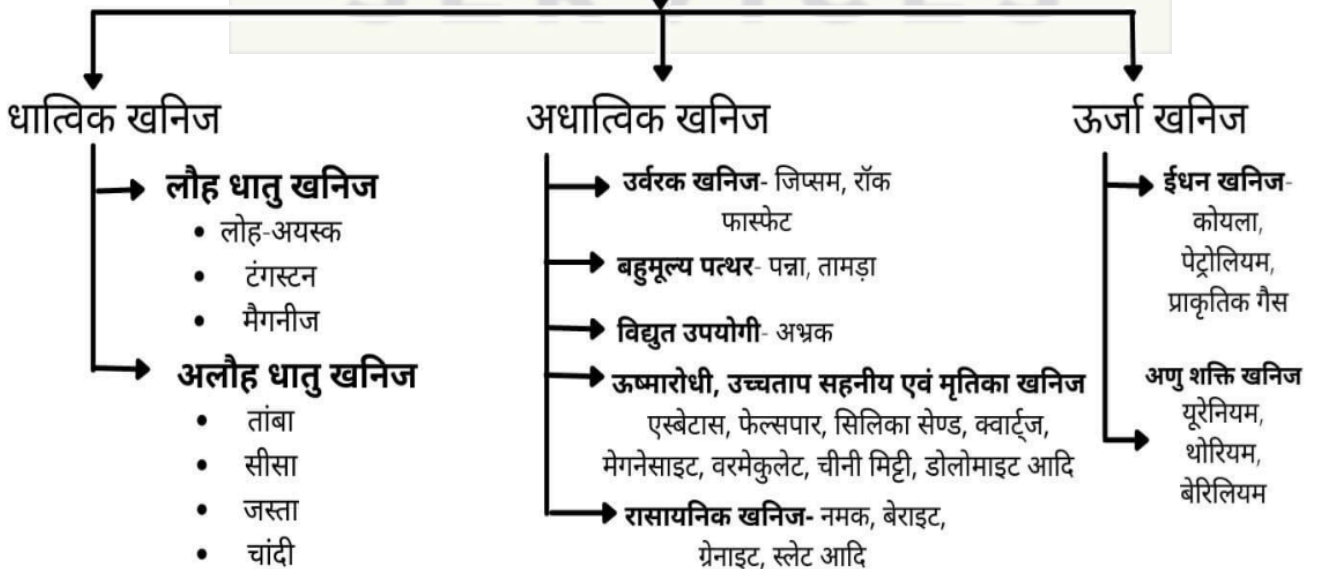 धात्विक खनिज
लौह धातु खनिज
• लोह-अयस्क
• टंगस्टन
• मैगनीज
अलौह धातु खनिज
• तांबा
• सीसा
• जस्ता
• चांदी
अधात्विक खनिज
उर्वरक खनिज- जिप्सम, रॉक
फास्फेट
बहुमूल्य पत्थर- पन्ना, तामड़ा
विद्युत उपयोगी- अभ्रक
ऊष्मारोधी, उच्चताप सहनीय एवं मृतिका खनिज
एस्बेटास, फेल्सपार, सिलिका सेण्ड, क्वार्ट्ज,
मेगनेसाइट, वरमेकुलेट, चीनी मिट्टी, डोलोमाइट आदि
रासायनिक खनिज- नमक, बेराइट,
ग्रेनाइट, स्लेट आदि
ऊर्जा खनिज
ईधन खनिज-
कोयला,
पेट्रोलियम,
प्राकृतिक गैस
अणु शक्ति खनिज
यूरेनियम,
थोरियम,
बेरिलियम